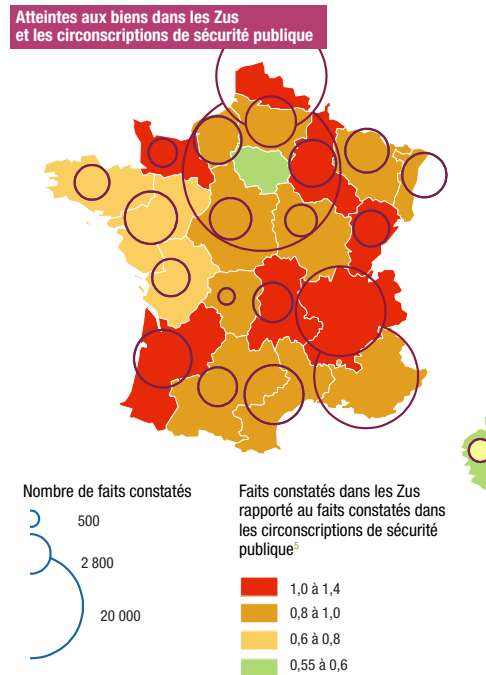 Atteintes aux biens dans les Zus
et les circonscriptions de sécurité publique
Nombre de faits constatés
500
2 800
20 000
Faits constatés dans les Zus
rapporté au faits constatés dans
les circonscriptions de sécurité
publique⁵
1,0 à 1,4
0,8 à 1,0
0,6 à 0,8
0,55 à 0,6